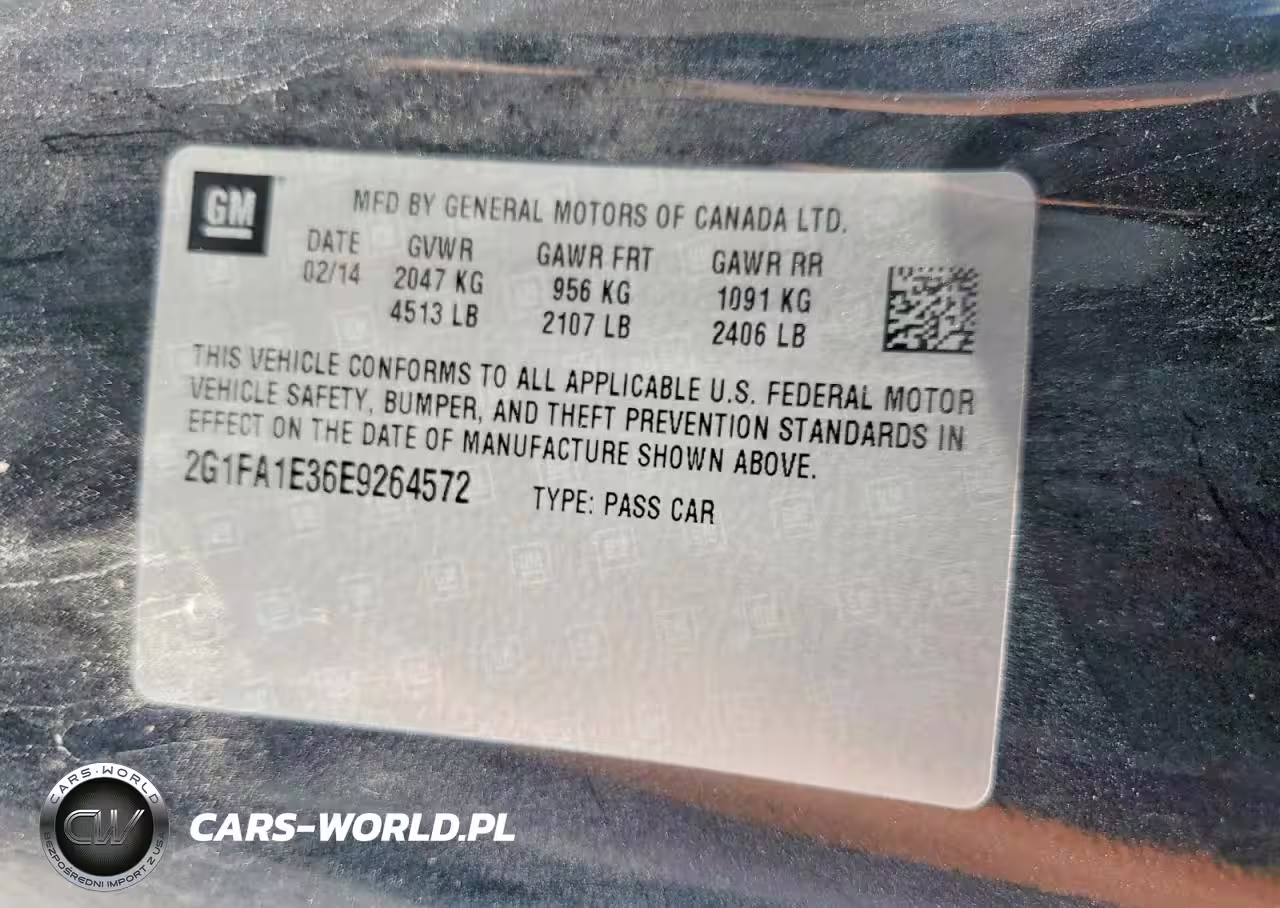 GM
MFD BY GENERAL MOTORS OF CANADA LTD.
DATE GVWR GAWR FRT GAWR RR
02/14 2047 KG 956 KG 1091 KG
4513 LB 2107 LB 2406 LB
THIS VEHICLE CONFORMS TO ALL APPLICABLE U.S. FEDERAL MOTOR
VEHICLE SAFETY, BUMPER, AND THEFT PREVENTION STANDARDS IN
EFFECT ON THE DATE OF MANUFACTURE SHOWN ABOVE.
2G1FA1E36E9264572 TYPE: PASS CAR
CARS-WORLD
CW
BEZPOŚREDNI IMPORT Z USA
CARS-WORLD.PL